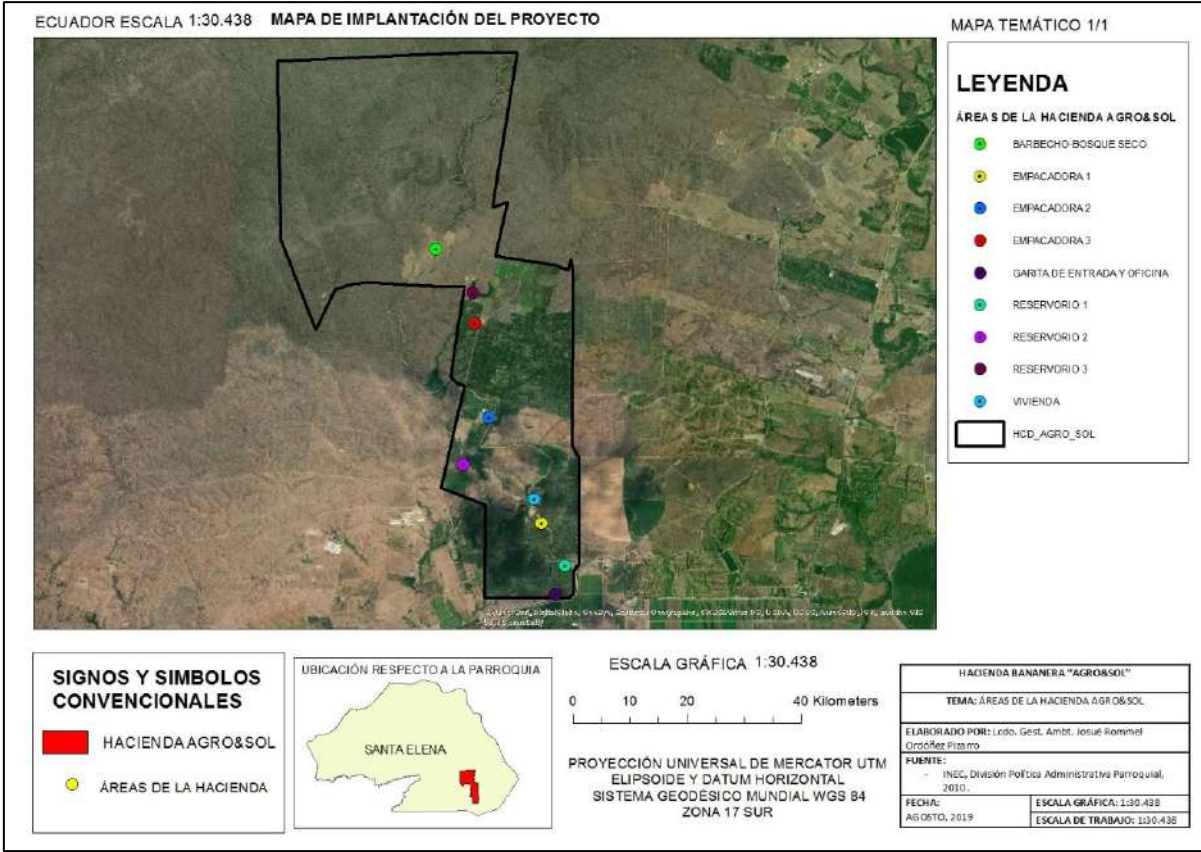 ECUADOR ESCALA 1:30.438 MAPA DE IMPLANTACIÓN DEL PROYECTO
MAPA TEMÁTICO 1/1
LEYENDA
ÁREAS DE LA HACIENDA AGRO&SOL
BARBECHO-BOSQUE SECO
EMPACADORA 1
EMPACADORA 2
EMPACADORA 3
GARITA DE ENTRADA Y OFICINA
RESERVORIO 1
RESERVORIO 2
RESERVORIO 3
VIVIENDA
HCD_AGRO_SOL
SIGNOS Y SIMBOLOS
CONVENCIONALES
HACIENDA AGRO&SOL
ÁREAS DE LA HACIENDA
UBICACIÓN RESPECTO A LA PARROQUIA
SANTA ELENA
ESCALA GRÁFICA 1:30.438
0 10 20 40 Kilometers
PROYECCIÓN UNIVERSAL DE MERCATOR UTM
ELIPSOIDE Y DATUM HORIZONTAL
SISTEMA GEODÉSICO MUNDIAL WGS 84
ZONA 17 SUR
HACIENDA BANANERA "AGRO&SOL"
TEMA: ÁREAS DE LA HACIENDA AGRO&SOL
ELABORADO POR: Lcdo. Gest. Ambt. Josué Rommel
Ordóñez Pizarro
FUENTE:
- INEC, División Política Administrativa Parroquial,
2010.
FECHA:
AGOSTO, 2019
ESCALA GRÁFICA: 1:30.438
ESCALA DE TRABAJO: 1:30.438